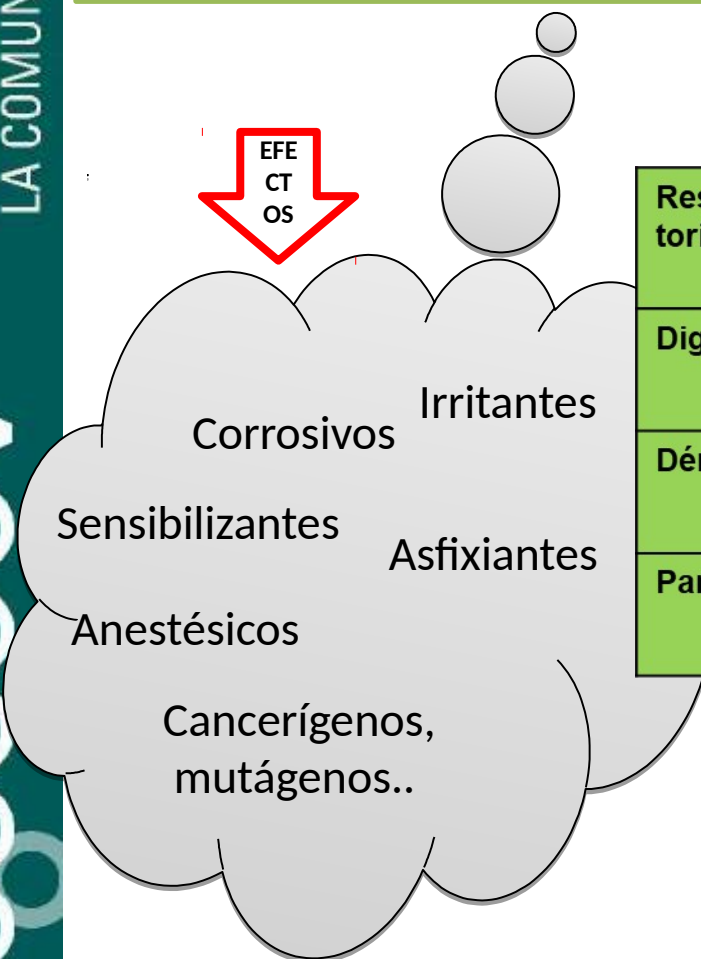 LA COMUN
EFE
CT
OS
Irritantes
Corrosivos
Sensibilizantes
Asfixiantes
Anestésicos
Cancerígenos,
mutágenos..
Res
tori
Dig
Dér
Par